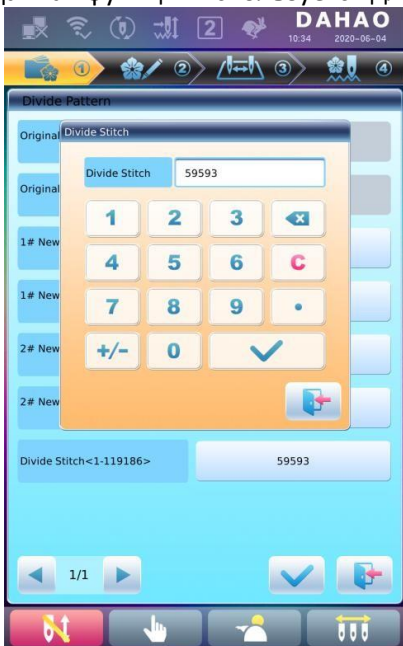 DAHAO
2
10:34 2020-06-04
1 2 3 4
Divide Pattern
Original
Divide Stitch
Divide Stitch 59593
Original
1 2 3
1# New
4 5 6 C
1# New
7 8 9 •
2# New
+/- 0
2# New
Divide Stitch<1-119186> 59593
1/1